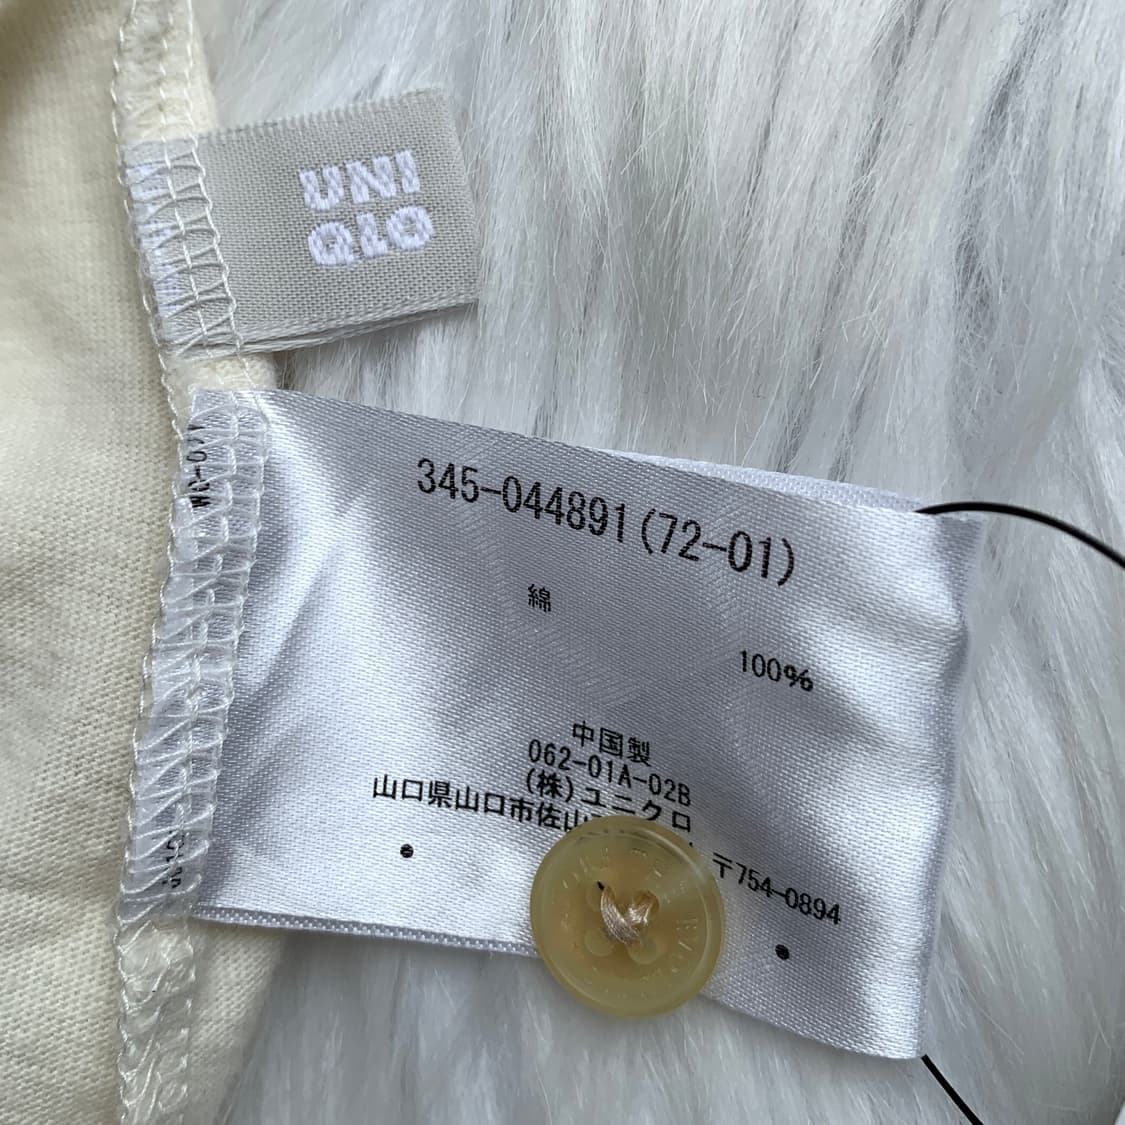 UNI
QLO
345-044891(72-01)
綿
100%
中国製
062-01A-02B
(株)ユニクロ
山口県山口市佐山
〒754-0894